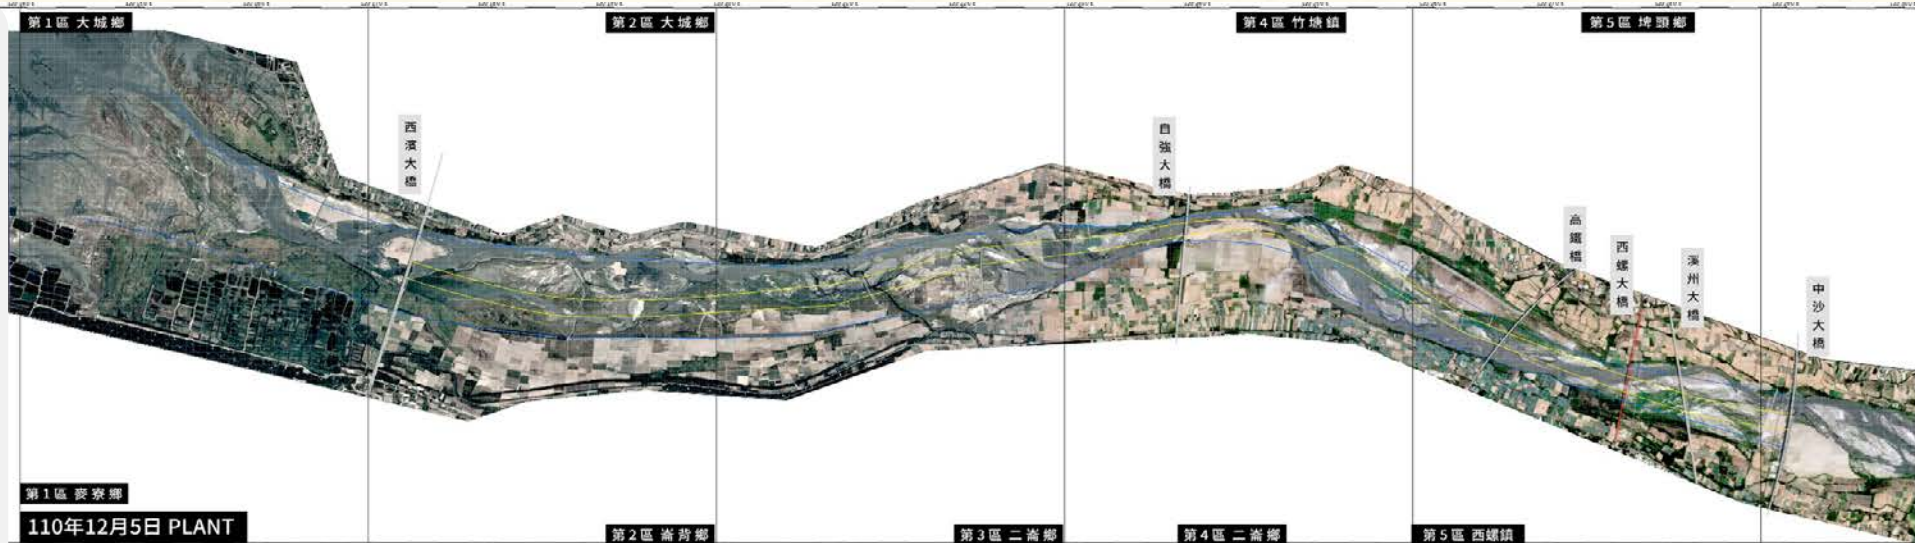 第1區 大城鄉
第2區 大城鄉
第4區 竹塘鎮
第5區 埤頭鄉
西濱大橋
自強大橋
高鐵橋
西螺大橋
溪州大橋
中沙大橋
第1區 麥寮鄉
110年12月5日 PLANT
第2區 崙背鄉
第3區 二崙鄉
第4區 二崙鄉
第5區 西螺鎮